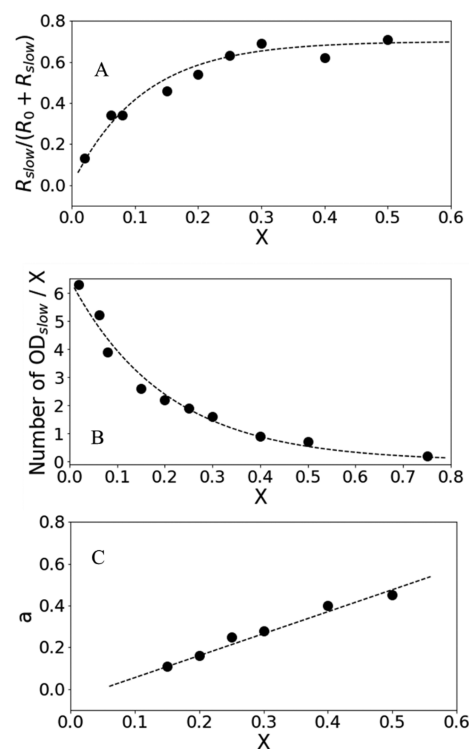 A
R_slow/(R_0 + R_slow)
0.8
0.6
0.4
0.2
0.0
0.0 0.1 0.2 0.3 0.4 0.5 0.6
X
B
Number of OD_slow / X
6
5
4
3
2
1
0
0.0 0.1 0.2 0.3 0.4 0.5 0.6 0.7 0.8
X
C
a
0.8
0.6
0.4
0.2
0.0
0.0 0.1 0.2 0.3 0.4 0.5 0.6
X